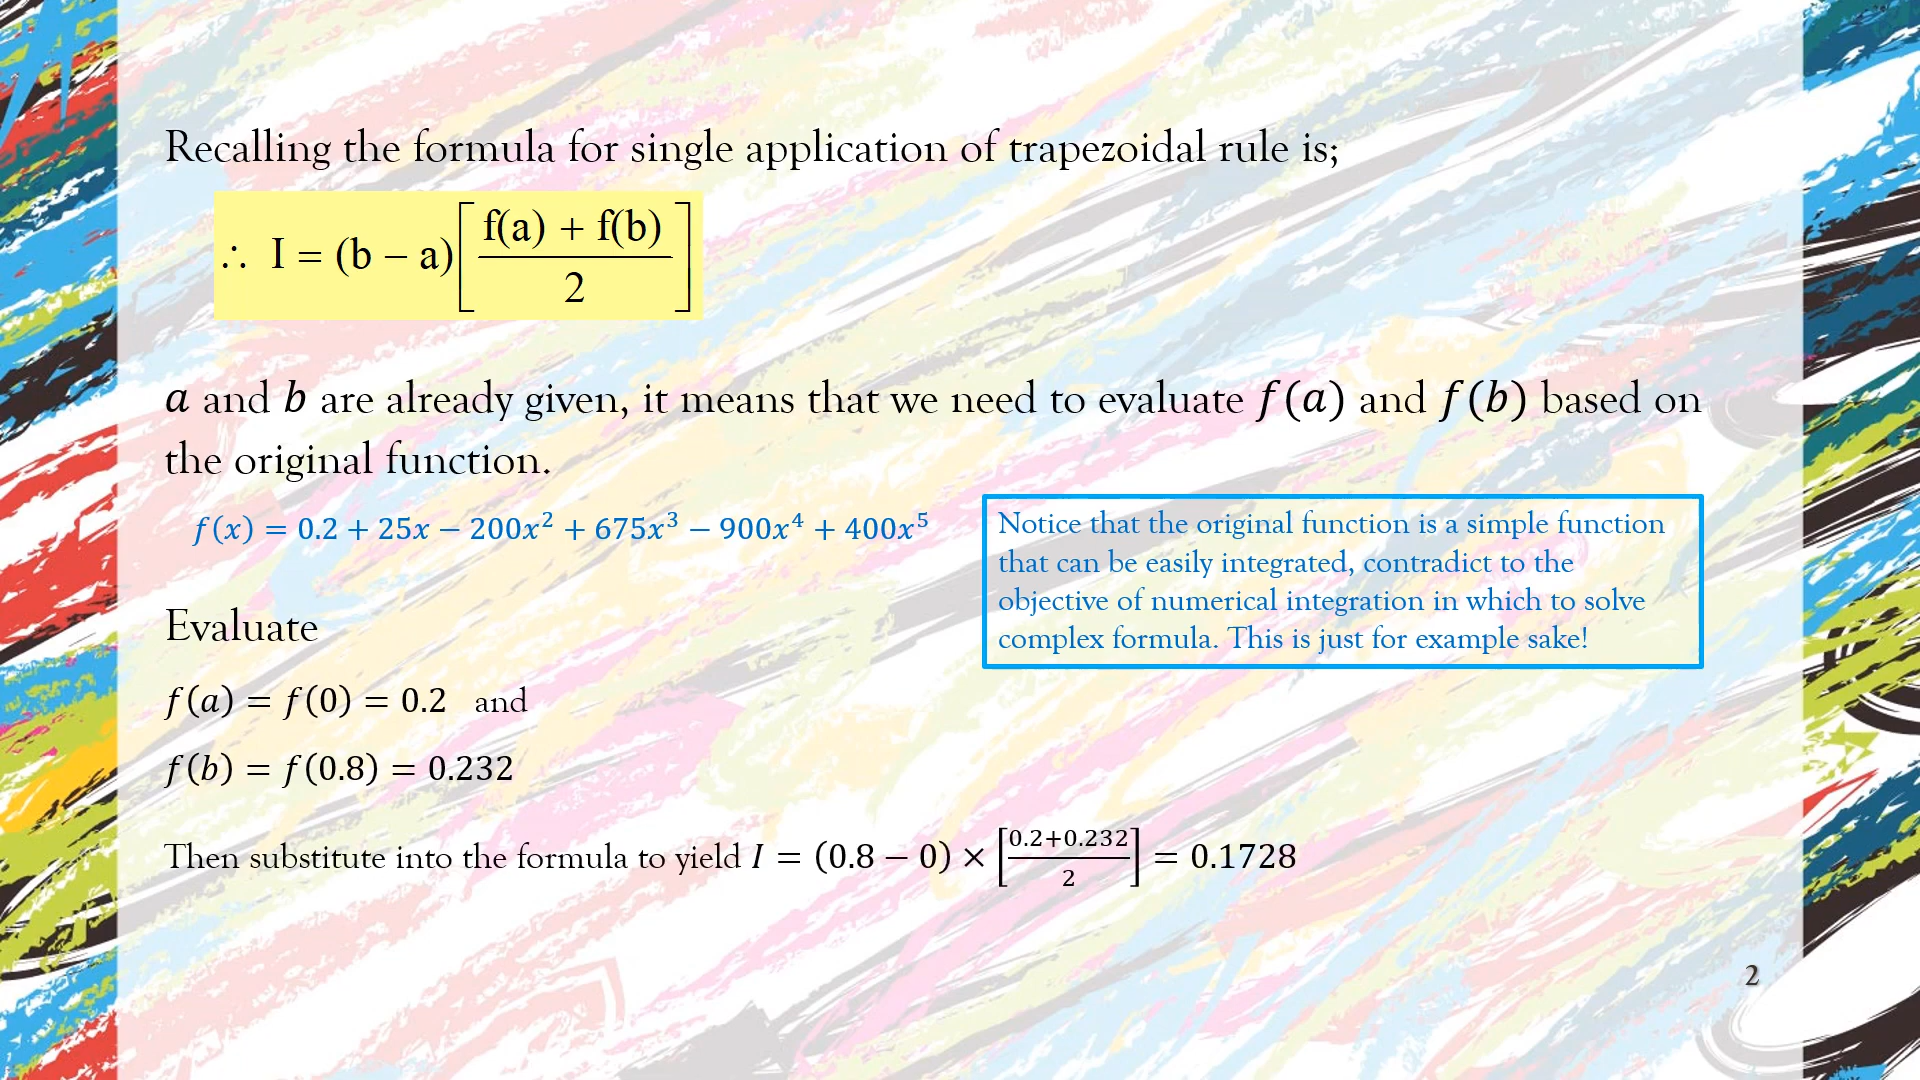 Recalling the formula for single application of trapezoidal rule is;
∴ I = (b − a)[(f(a) + f(b))/2]
a and b are already given, it means that we need to evaluate f(a) and f(b) based on
the original function.
f(x) = 0.2 + 25x − 200x² + 675x³ − 900x⁴ + 400x⁵
Notice that the original function is a simple function
that can be easily integrated, contradict to the
objective of numerical integration in which to solve
complex formula. This is just for example sake!
Evaluate
f(a) = f(0) = 0.2 and
f(b) = f(0.8) = 0.232
Then substitute into the formula to yield I = (0.8 − 0) × [(0.2+0.232)/2] = 0.1728
2